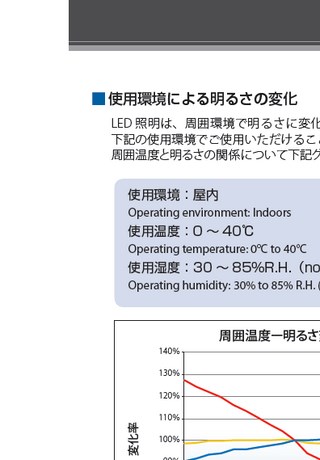 ■使用環境による明るさの変化
LED 照明は、周囲環境で明るさに変化
下記の使用環境でご使用いただけるこ
周囲温度と明るさの関係について下記グ
使用環境：屋内
Operating environment: Indoors
使用温度：0 〜 40℃
Operating temperature: 0℃ to 40℃
使用湿度：30 〜 85%R.H.（no
Operating humidity: 30% to 85% R.H. (
周囲温度ー明るさ
140%
130%
120%
110%
100%
90%
変化率